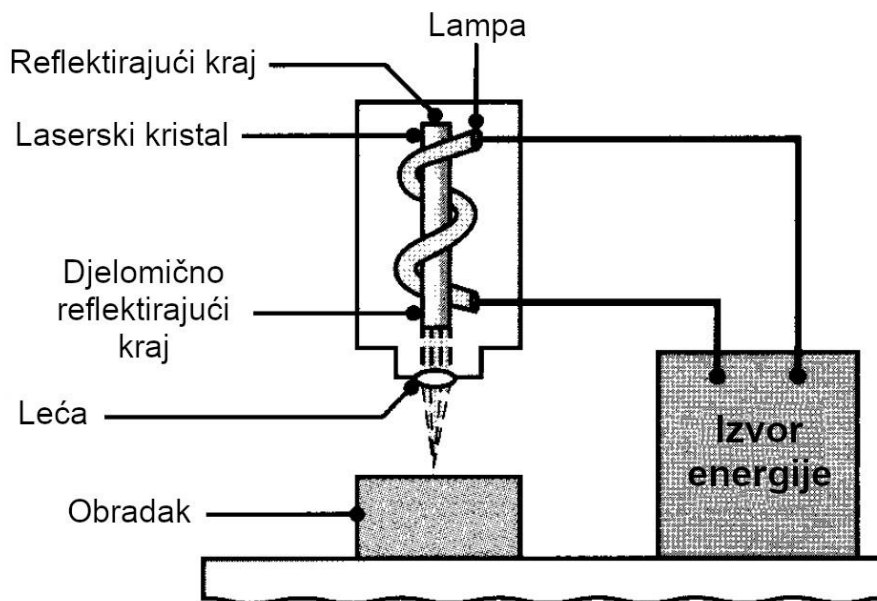 Lampa
Reflektirajući kraj
Laserski kristal
Djelomično
reflektirajući
kraj
Leća
Izvor
energije
Obradak